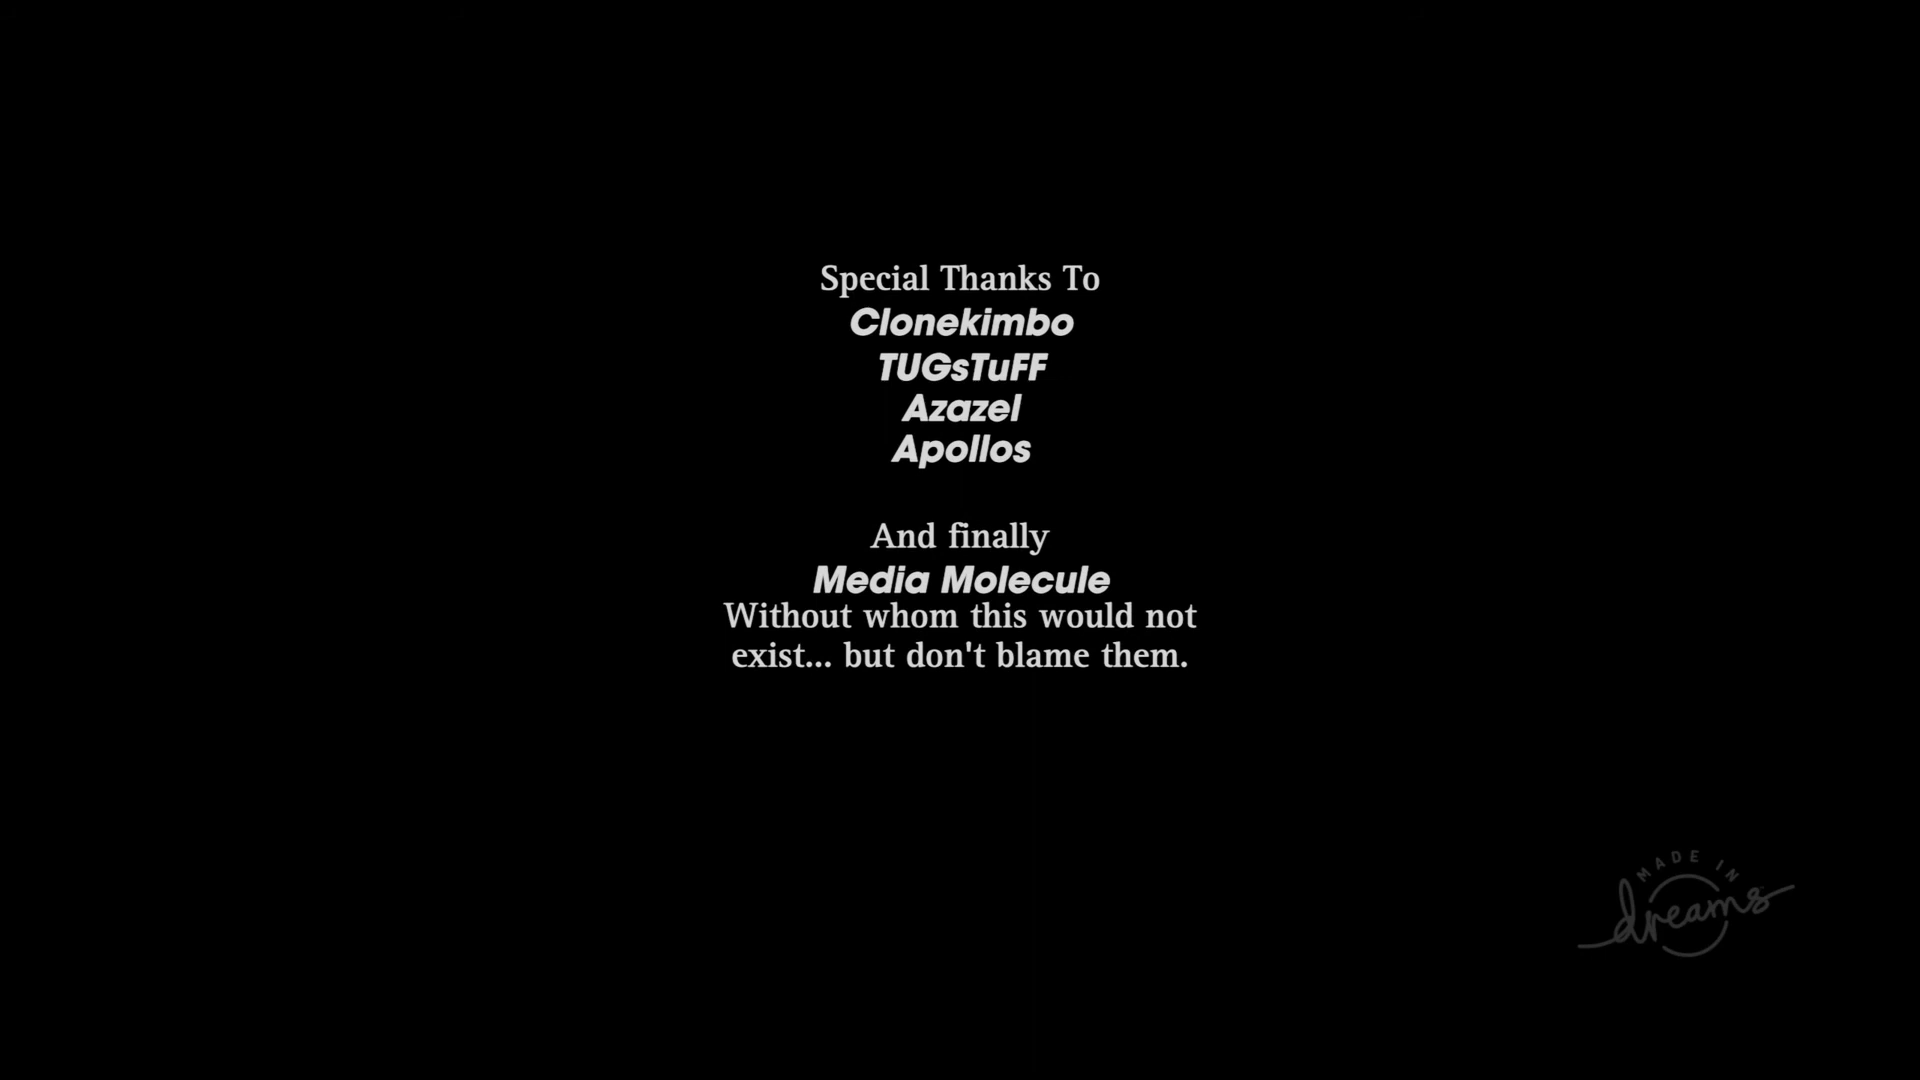 Special Thanks To
Clonekimbo
TUGsTuFF
Azazel
Apollos
And finally
Media Molecule
Without whom this would not
exist... but don't blame them.
MADE IN
dreams